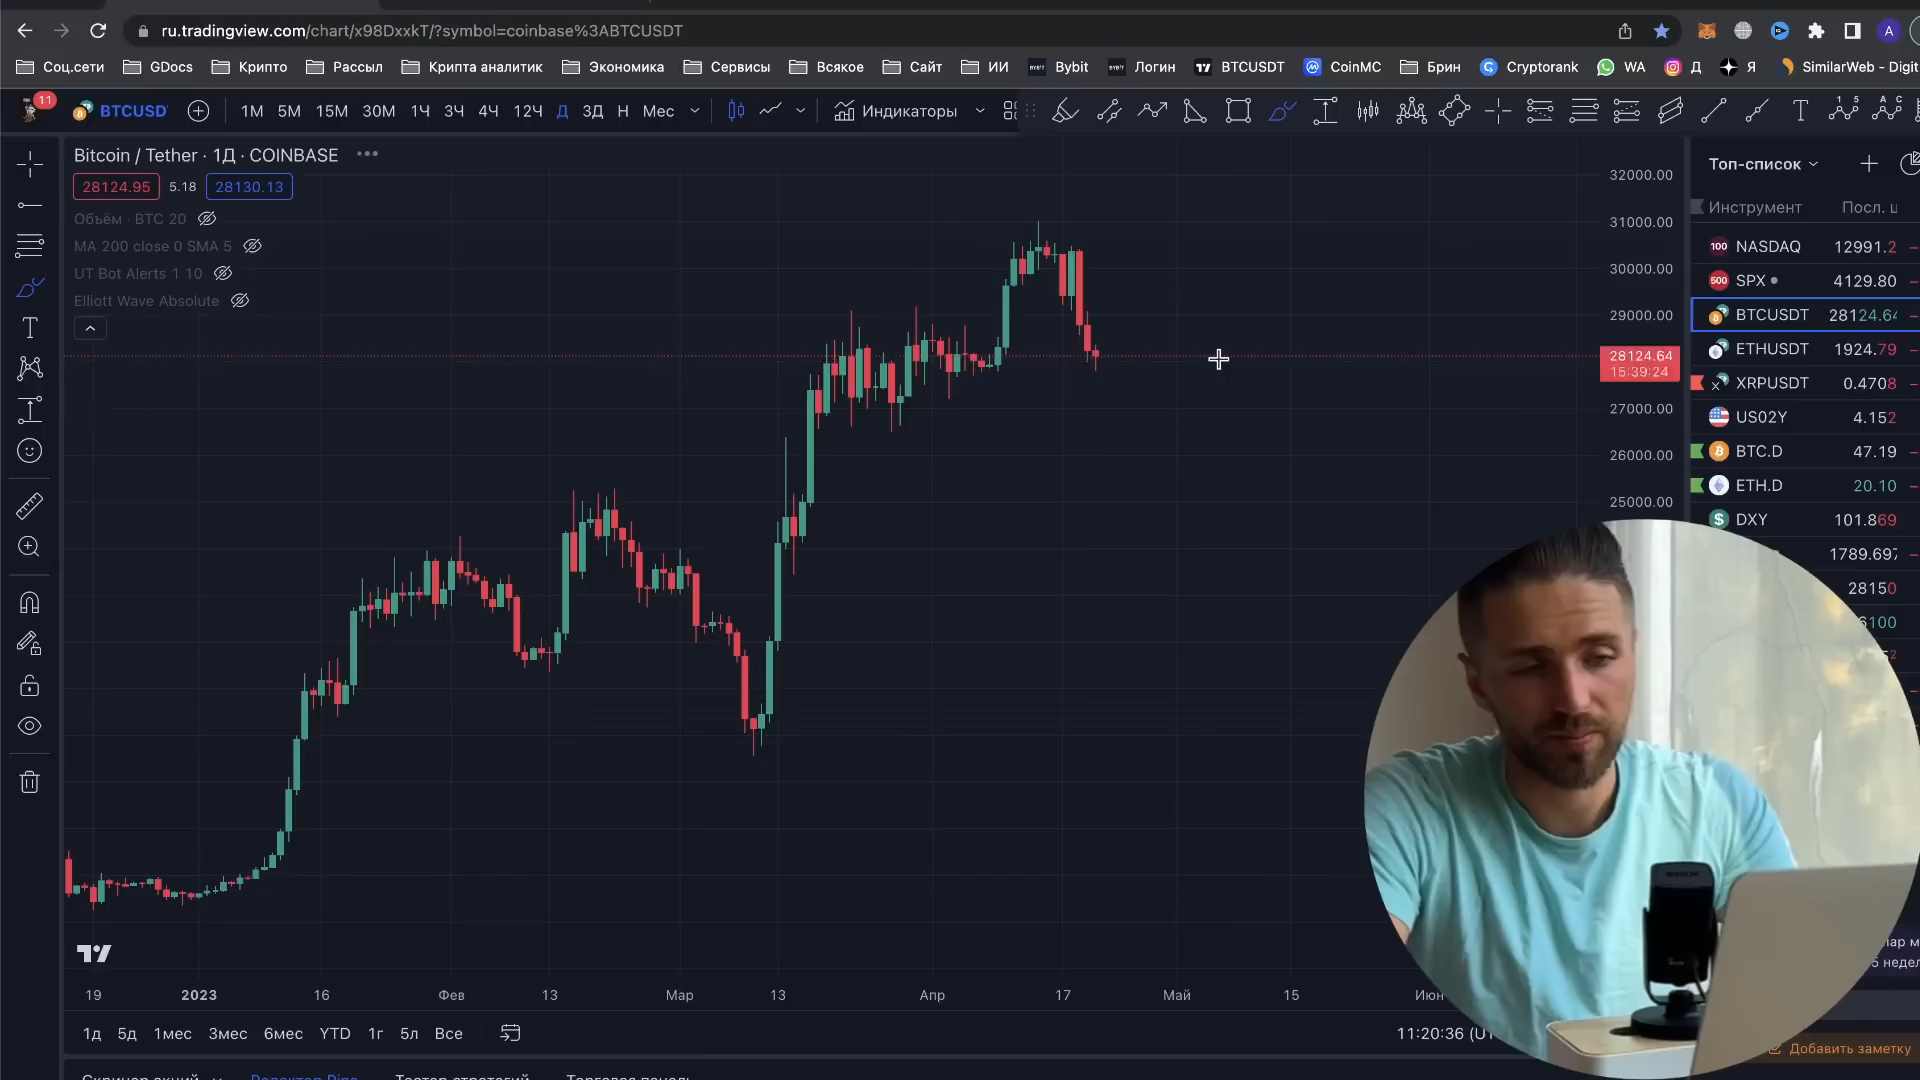 ru.tradingview.com/chart/x98DxxkT/?symbol=coinbase%3ABTCUSDT
A
Соц.сети GDocs Крипто Рассыл Крипта аналитик Экономика Сервисы Всякое Сайт ИИ Bybit Логин BTCUSDT CoinMC Брин Cryptorank WA Д Я SimilarWeb - Digit
11 BTCUSD 1М 5М 15М 30М 1Ч 3Ч 4Ч 12Ч Д 3Д Н Мес Индикаторы
Bitcoin / Tether · 1Д · COINBASE
28124.95 5.18 28130.13
Объём · BTC 20
MA 200 close 0 SMA 5
UT Bot Alerts 1 10
Elliott Wave Absolute
32000.00
31000.00
30000.00
29000.00
28124.64
15:39:24
27000.00
26000.00
25000.00
Топ-список
Инструмент Посл. ц
NASDAQ 12991.2
SPX 4129.80
BTCUSDT 28124.64
ETHUSDT 1924.79
XRPUSDT 0.4708
US02Y 4.152
BTC.D 47.19
ETH.D 20.10
DXY 101.869
1789.697
28150
19 2023 16 Фев 13 Мар 13 Апр 17 Май 15 Июн
1д 5д 1мес 3мес 6мес YTD 1г 5л Все
11:20:36
Добавить заметку